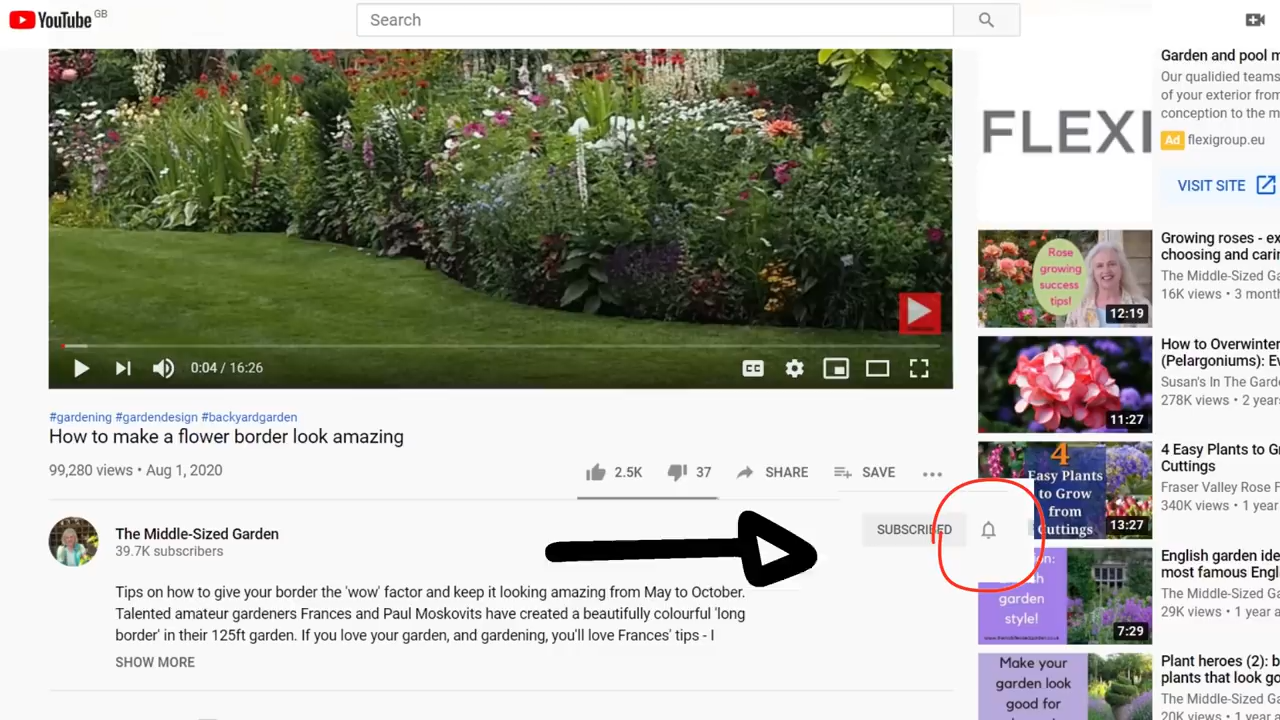 YouTube GB
Search
0:04 / 16:26
CC
#gardening #gardendesign #backyardgarden
How to make a flower border look amazing
99,280 views • Aug 1, 2020
2.5K
37
SHARE
SAVE
The Middle-Sized Garden
39.7K subscribers
SUBSCRIBED
Tips on how to give your border the 'wow' factor and keep it looking amazing from May to October.
Talented amateur gardeners Frances and Paul Moskovits have created a beautifully colourful 'long
border' in their 125ft garden. If you love your garden, and gardening, you'll love Frances' tips - I
SHOW MORE
FLEXI
Garden and pool m
Our qualidied teams
of your exterior from
conception to the m
Ad flexigroup.eu
VISIT SITE
Rose
growing
success
tips!
12:19
Growing roses - ex
choosing and carin
The Middle-Sized Ga
16K views • 3 month
11:27
How to Overwinter
(Pelargoniums): Ev
Susan's In The Garde
278K views • 2 years
4
Easy Plants
to Grow
from
Cuttings
13:27
4 Easy Plants to Gr
Cuttings
Fraser Valley Rose F
340K views • 1 year
garden
style!
www.themiddlesizedgarden.co.uk
7:29
English garden ide
most famous Engl
The Middle-Sized Ga
29K views • 1 year a
Make your
garden look
good for
Plant heroes (2): b
plants that look go
The Middle-Sized Ga
20K views • 1 year a